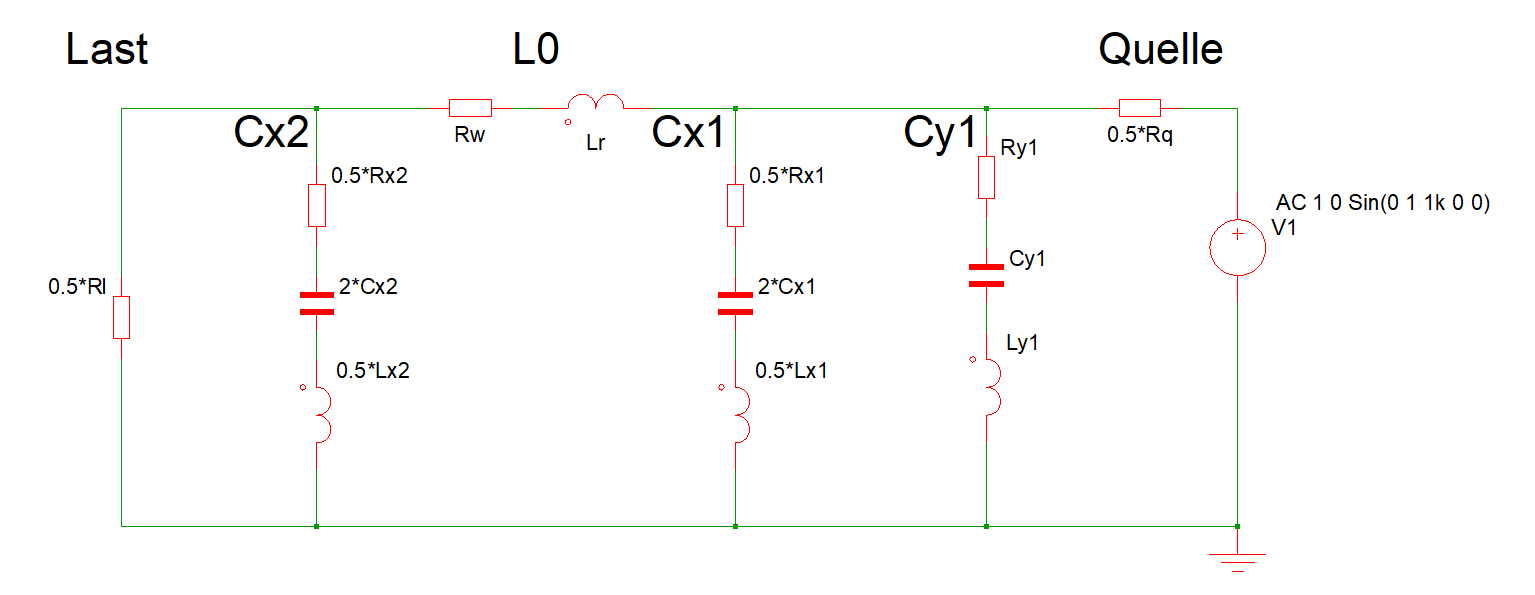 Last
L0
Quelle
Cx2
Rw
Lr
Cx1
Cy1
Ry1
0.5*Rq
0.5*Rx2
0.5*Rx1
AC 1 0 Sin(0 1 1k 0 0)
V1
+
0.5*Rl
2*Cx2
2*Cx1
Cy1
0.5*Lx2
0.5*Lx1
Ly1